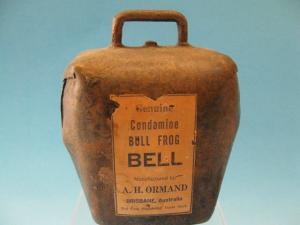 Genuine
Condamine
BULL FROG
BELL
Manufactured by
A. H. ORMAND
BRISBANE, Australia